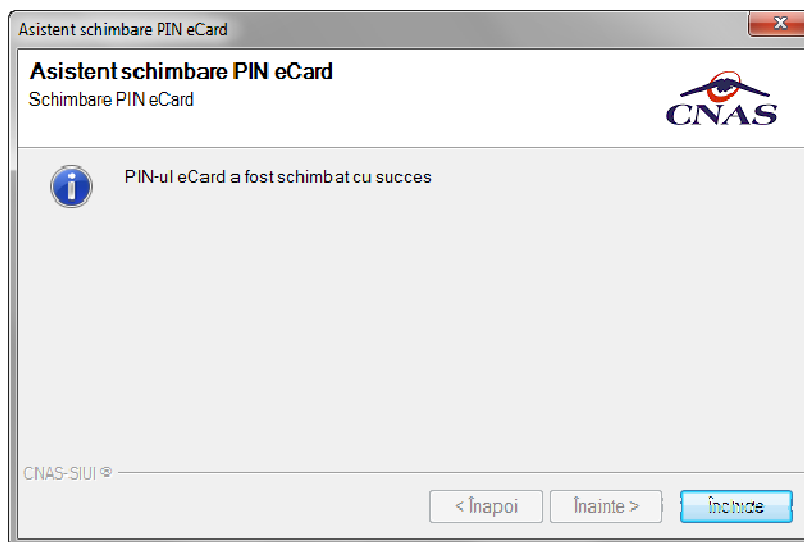 Asistent schimbare PIN eCard
Asistent schimbare PIN eCard
Schimbare PIN eCard
CNAS
PIN-ul eCard a fost schimbat cu succes
CNAS-SIUI ®
< Înapoi
Înainte >
Închide